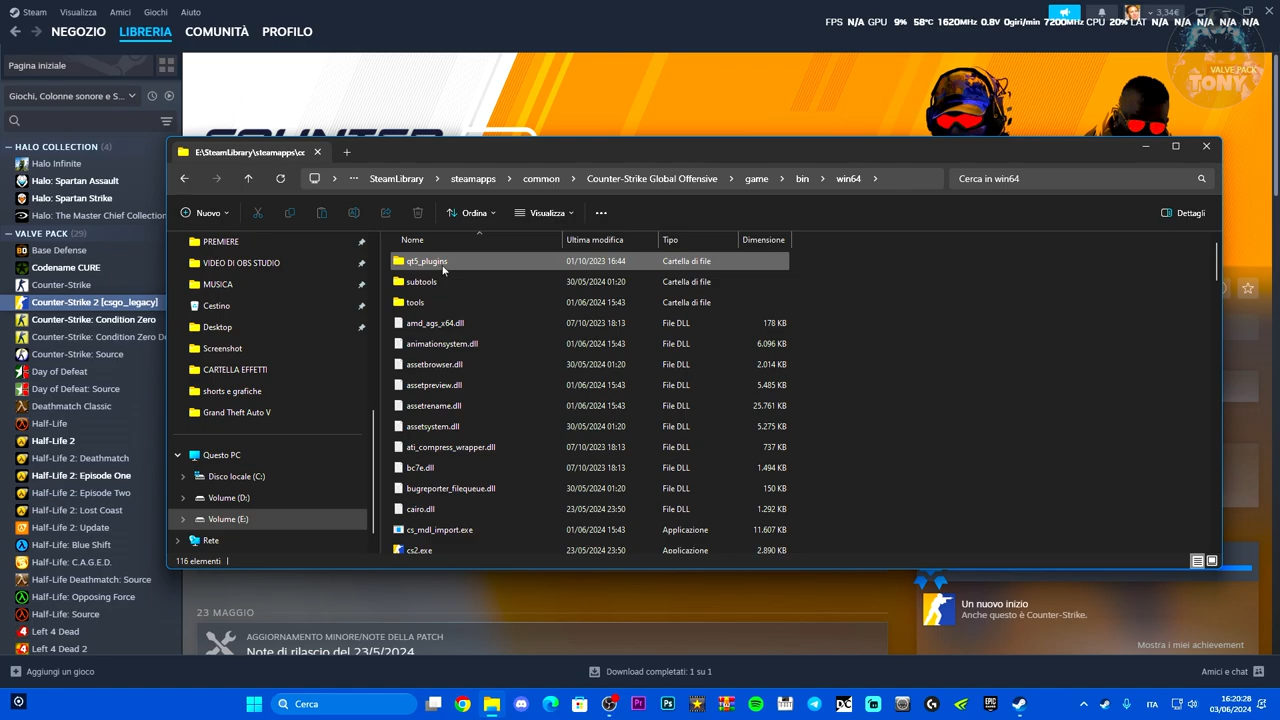 Steam Visualizza Amici Giochi Aiuto
3,34€
FPS N/A GPU 9% 58°C 1620MHz 0.8V 0giri/min 7200MHz CPU 20% LAT N/A N/A N/A N/A N/A
NEGOZIO LIBRERIA COMUNITÀ PROFILO
VALVE PACK
TONY
Pagina iniziale
Giochi, Colonne sonore e S...
HALO COLLECTION (4)
Halo Infinite
Halo: Spartan Assault
Halo: Spartan Strike
Halo: The Master Chief Collection
VALVE PACK (29)
Base Defense
Codename CURE
Counter-Strike
Counter-Strike 2 [csgo_legacy]
Counter-Strike: Condition Zero
Counter-Strike: Condition Zero De
Counter-Strike: Source
Day of Defeat
Day of Defeat: Source
Deathmatch Classic
Half-Life
Half-Life 2
Half-Life 2: Deathmatch
Half-Life 2: Episode One
Half-Life 2: Episode Two
Half-Life 2: Lost Coast
Half-Life 2: Update
Half-Life: Blue Shift
Half-Life: C.A.G.E.D.
Half-Life Deathmatch: Source
Half-Life: Opposing Force
Half-Life: Source
Left 4 Dead
Left 4 Dead 2
E:\SteamLibrary\steamapps\cc
SteamLibrary steamapps common Counter-Strike Global Offensive game bin win64
Cerca in win64
Nuovo Ordina Visualizza Dettagli
PREMIERE
VIDEO DI OBS STUDIO
MUSICA
Cestino
Desktop
Screenshot
CARTELLA EFFETTI
shorts e grafiche
Grand Theft Auto V
Questo PC
Disco locale (C:)
Volume (D:)
Volume (E:)
Rete
Nome Ultima modifica Tipo Dimensione
qt5_plugins 01/10/2023 16:44 Cartella di file
subtools 30/05/2024 01:20 Cartella di file
tools 01/06/2024 15:43 Cartella di file
amd_ags_x64.dll 07/10/2023 18:13 File DLL 178 KB
animationsystem.dll 01/06/2024 15:43 File DLL 6.096 KB
assetbrowser.dll 30/05/2024 01:20 File DLL 2.014 KB
assetpreview.dll 01/06/2024 15:43 File DLL 5.485 KB
assetrename.dll 01/06/2024 15:43 File DLL 25.761 KB
assetsystem.dll 30/05/2024 01:20 File DLL 5.275 KB
ati_compress_wrapper.dll 07/10/2023 18:13 File DLL 737 KB
bc7e.dll 07/10/2023 18:13 File DLL 1.494 KB
bugreporter_filequeue.dll 30/05/2024 01:20 File DLL 150 KB
cairo.dll 23/05/2024 23:50 File DLL 1.292 KB
cs_mdl_import.exe 01/06/2024 15:43 Applicazione 11.607 KB
cs2.exe 23/05/2024 23:50 Applicazione 2.890 KB
116 elementi
23 MAGGIO
AGGIORNAMENTO MINORE/NOTE DELLA PATCH
Note di rilascio del 23/5/2024
Un nuovo inizio
Anche questo è Counter-Strike.
Mostra i miei achievement
Aggiungi un gioco
Download completati: 1 su 1
Amici e chat
Cerca
ITA
16:20:28
03/06/2024